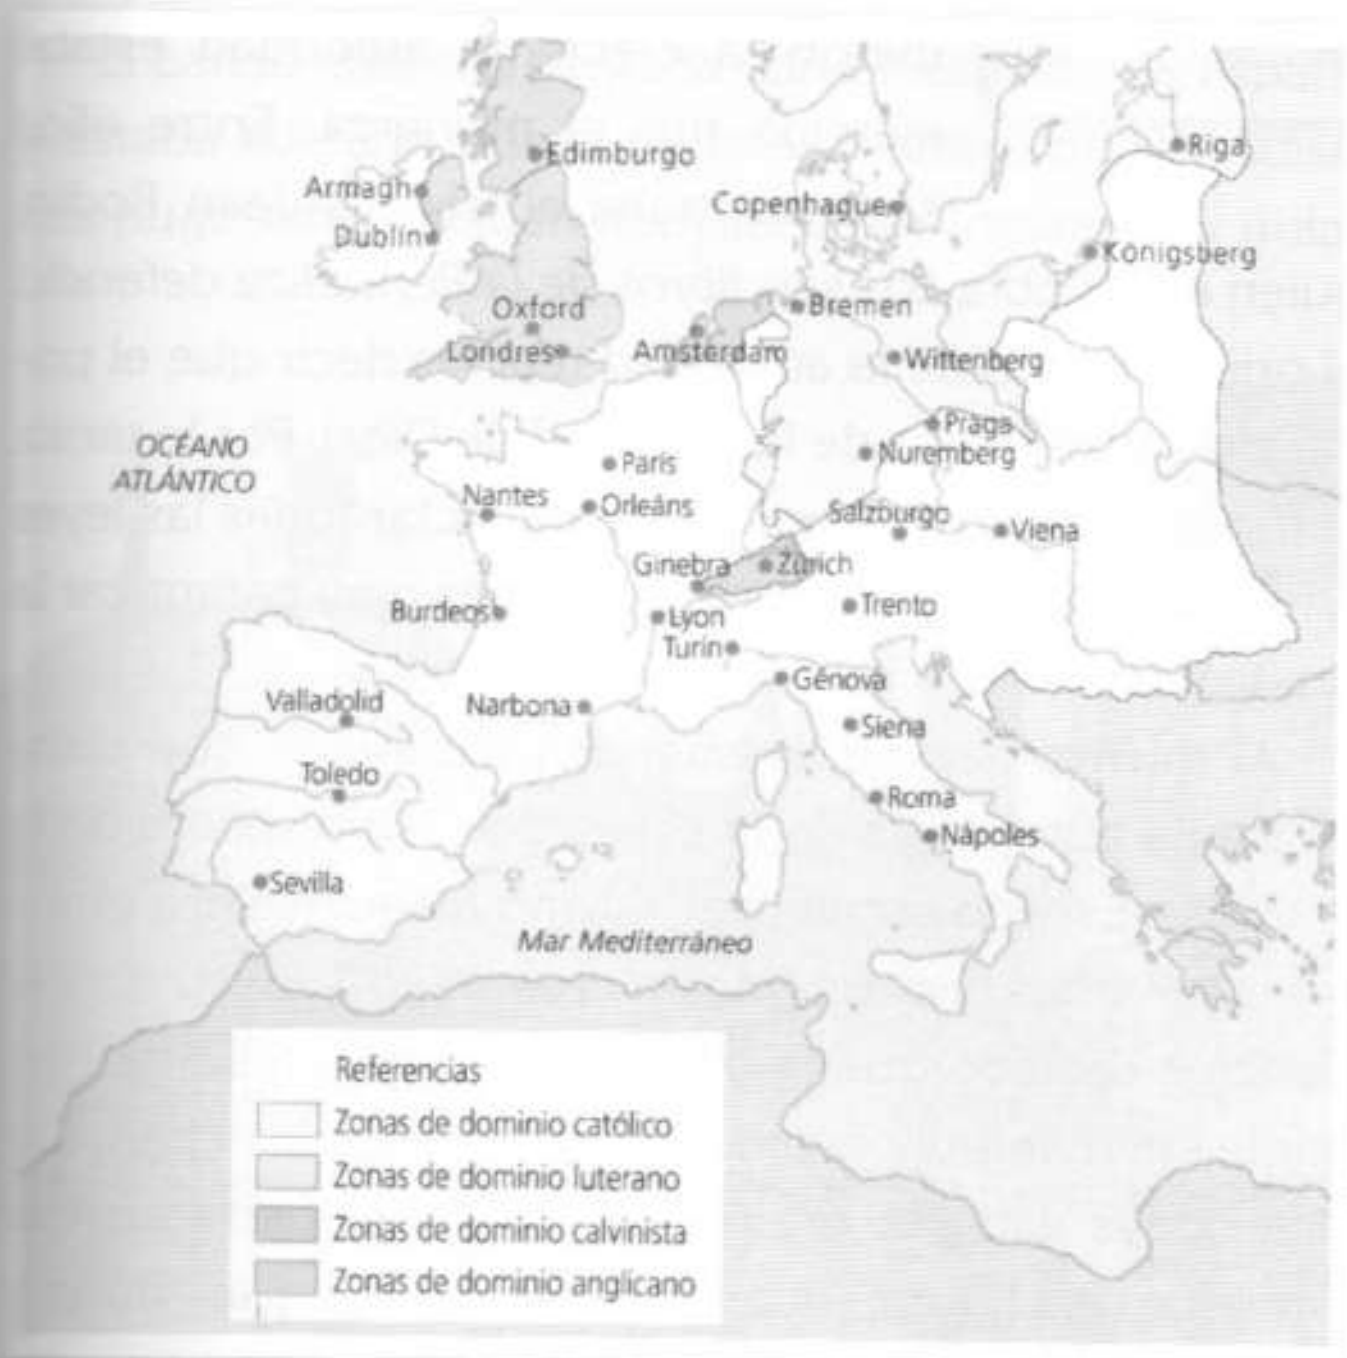 Edimburgo
Riga
Armagh
Copenhague
Dublín
Königsberg
Oxford
Bremen
Londres
Amsterdam
Wittenberg
Praga
OCÉANO
ATLÁNTICO
París
Nuremberg
Nantes
Orleáns
Salzburgo
Viena
Ginebra
Zúrich
Burdeos
Lyon
Trento
Turín
Génova
Valladolid
Narbona
Siena
Toledo
Roma
Nápoles
Sevilla
Mar Mediterráneo
Referencias
Zonas de dominio católico
Zonas de dominio luterano
Zonas de dominio calvinista
Zonas de dominio anglicano